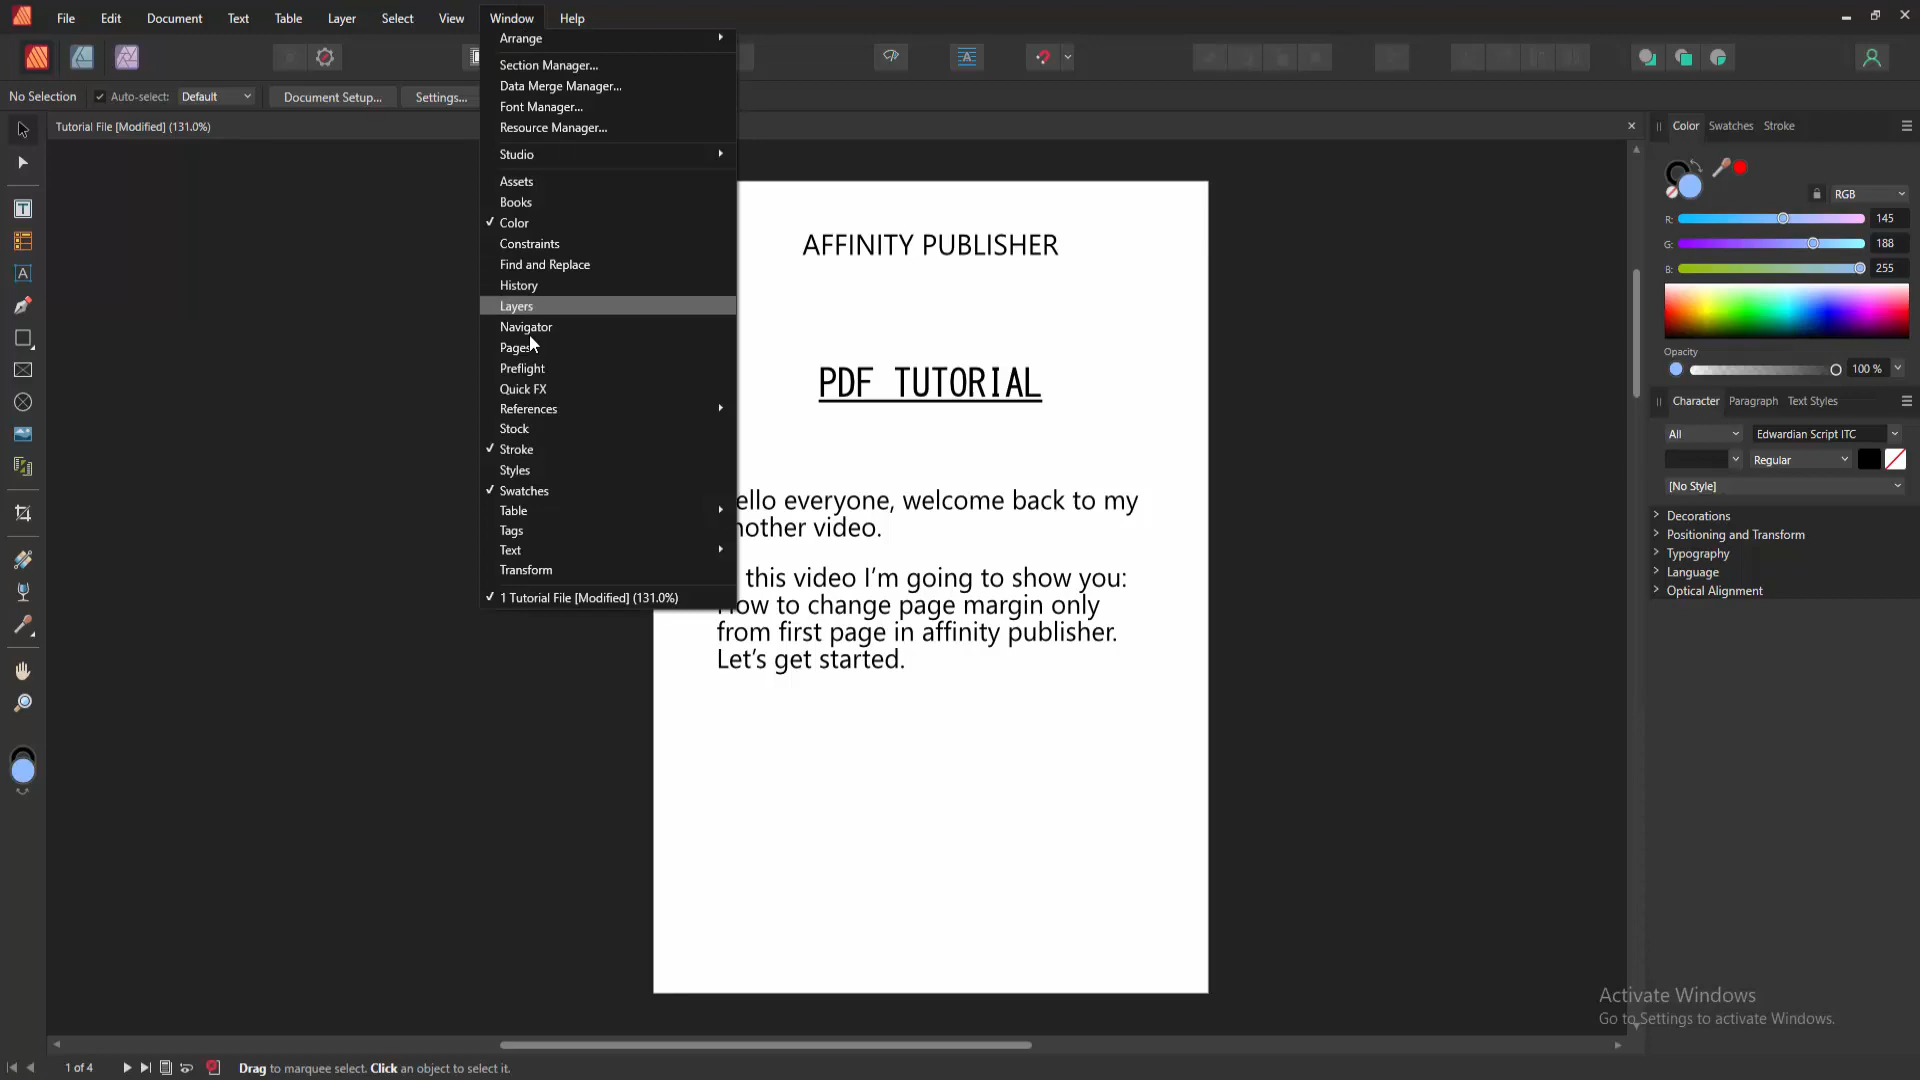 File Edit Document Text Table Layer Select View Window Help
No Selection Auto-select: Default Document Setup... Settings...
Tutorial File [Modified] (131.0%)
Arrange
Section Manager...
Data Merge Manager...
Font Manager...
Resource Manager...
Studio
Assets
Books
Color
Constraints
Find and Replace
History
Layers
Navigator
Pages
Preflight
Quick FX
References
Stock
Stroke
Styles
Swatches
Table
Tags
Text
Transform
1 Tutorial File [Modified] (131.0%)
AFFINITY PUBLISHER
PDF TUTORIAL
ello everyone, welcome back to my
nother video.
this video I'm going to show you:
How to change page margin only
from first page in affinity publisher.
Let's get started.
Color Swatches Stroke
RGB
R: 145
G: 188
B: 255
Opacity
100 %
Character Paragraph Text Styles
All Edwardian Script ITC
Regular
[No Style]
Decorations
Positioning and Transform
Typography
Language
Optical Alignment
Activate Windows
Go to Settings to activate Windows.
1 of 4 Drag to marquee select. Click an object to select it.